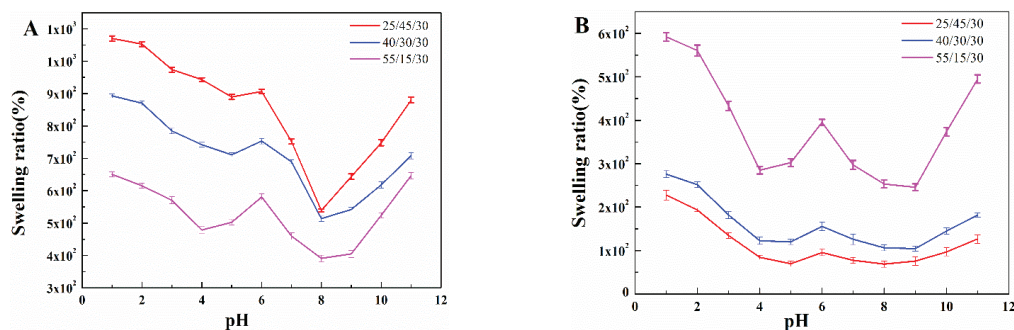 A
25/45/30
40/30/30
55/15/30
Swelling ratio(%)
1x10³
1x10³
9x10²
8x10²
7x10²
6x10²
5x10²
4x10²
3x10²
0 2 4 6 8 10 12
pH
B
25/45/30
40/30/30
55/15/30
Swelling ratio(%)
6x10²
5x10²
4x10²
3x10²
2x10²
1x10²
0
0 2 4 6 8 10 12
pH